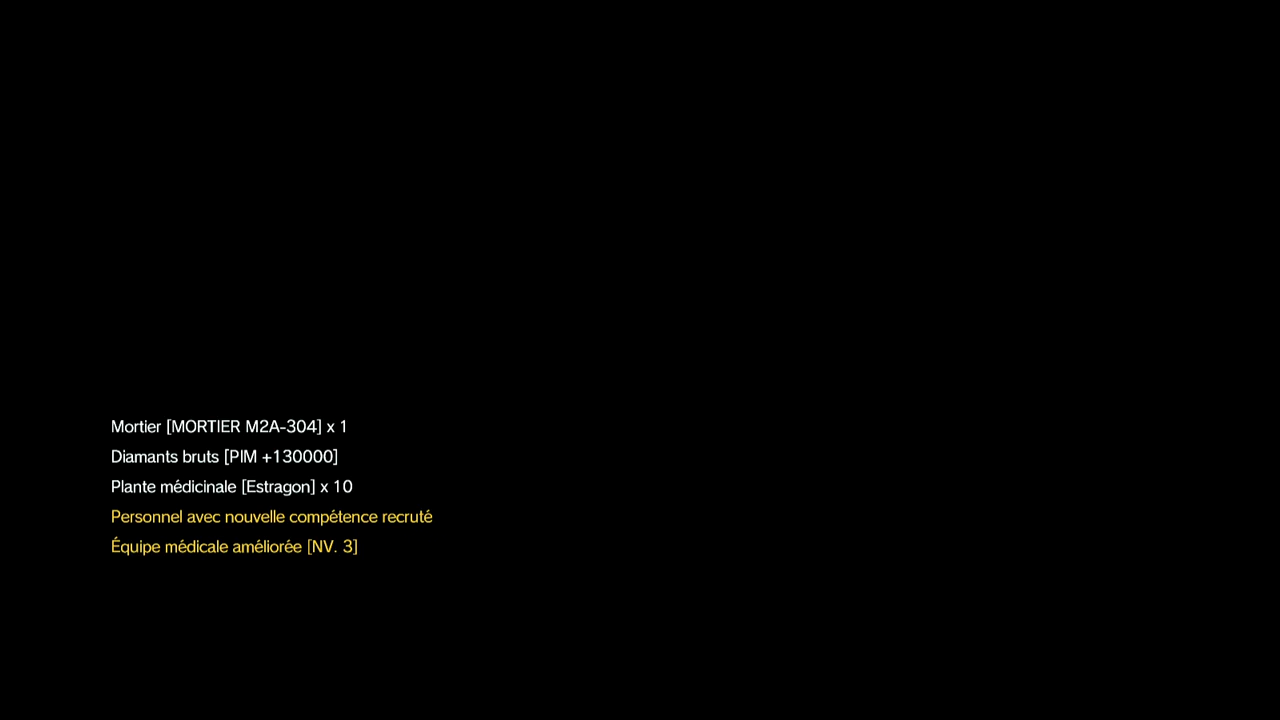 Mortier [MORTIER M2A-304] x 1
Diamants bruts [PIM +130000]
Plante médicinale [Estragon] x 10
Personnel avec nouvelle compétence recruté
Équipe médicale améliorée [NV. 3]